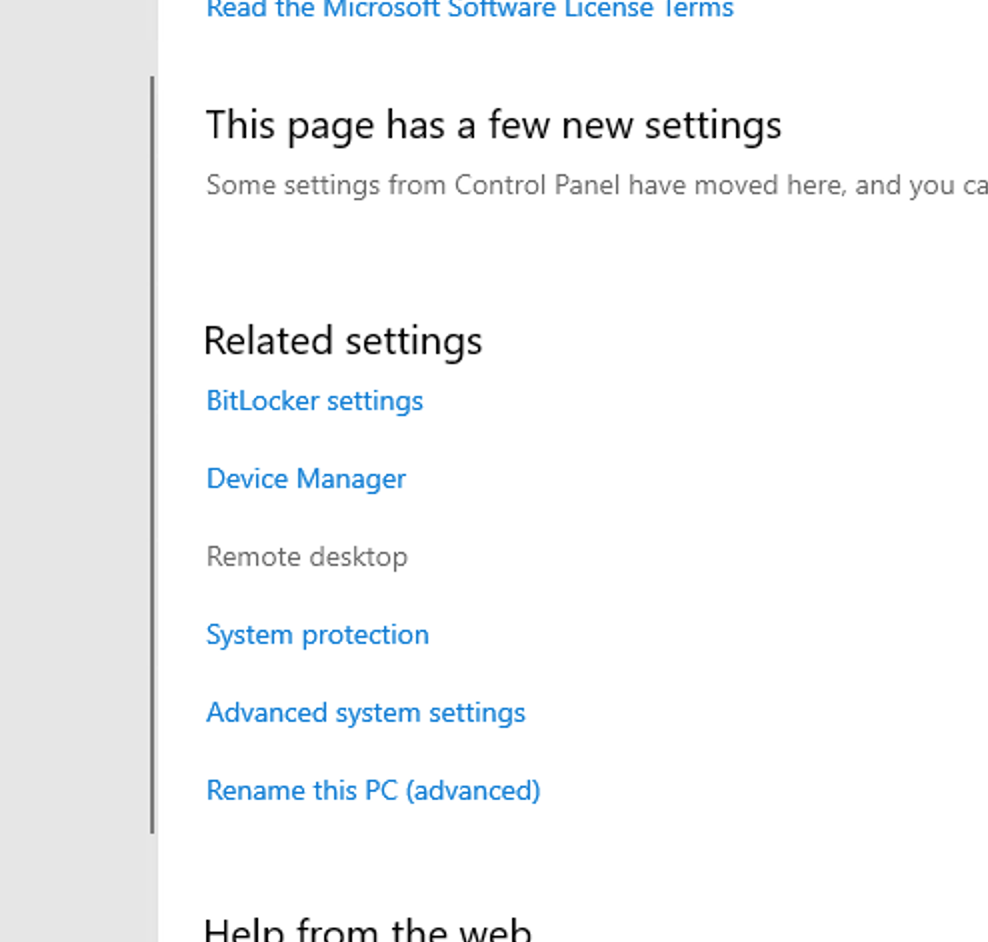 Read the Microsoft Software License Terms
This page has a few new settings
Some settings from Control Panel have moved here, and you ca
Related settings
BitLocker settings
Device Manager
Remote desktop
System protection
Advanced system settings
Rename this PC (advanced)
Help from the web